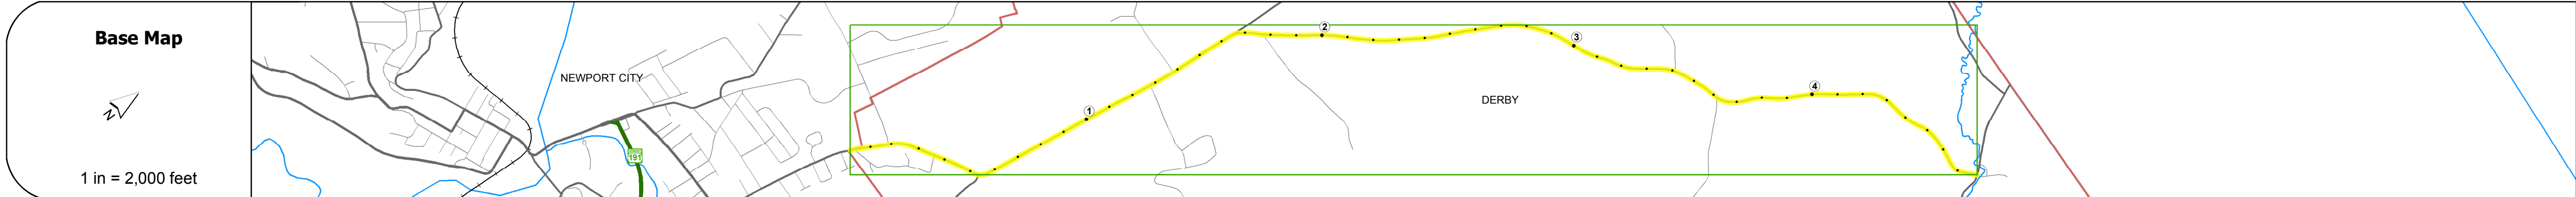 Base Map
N
1 in = 2,000 feet
NEWPORT CITY
191
1
2
3
4
DERBY